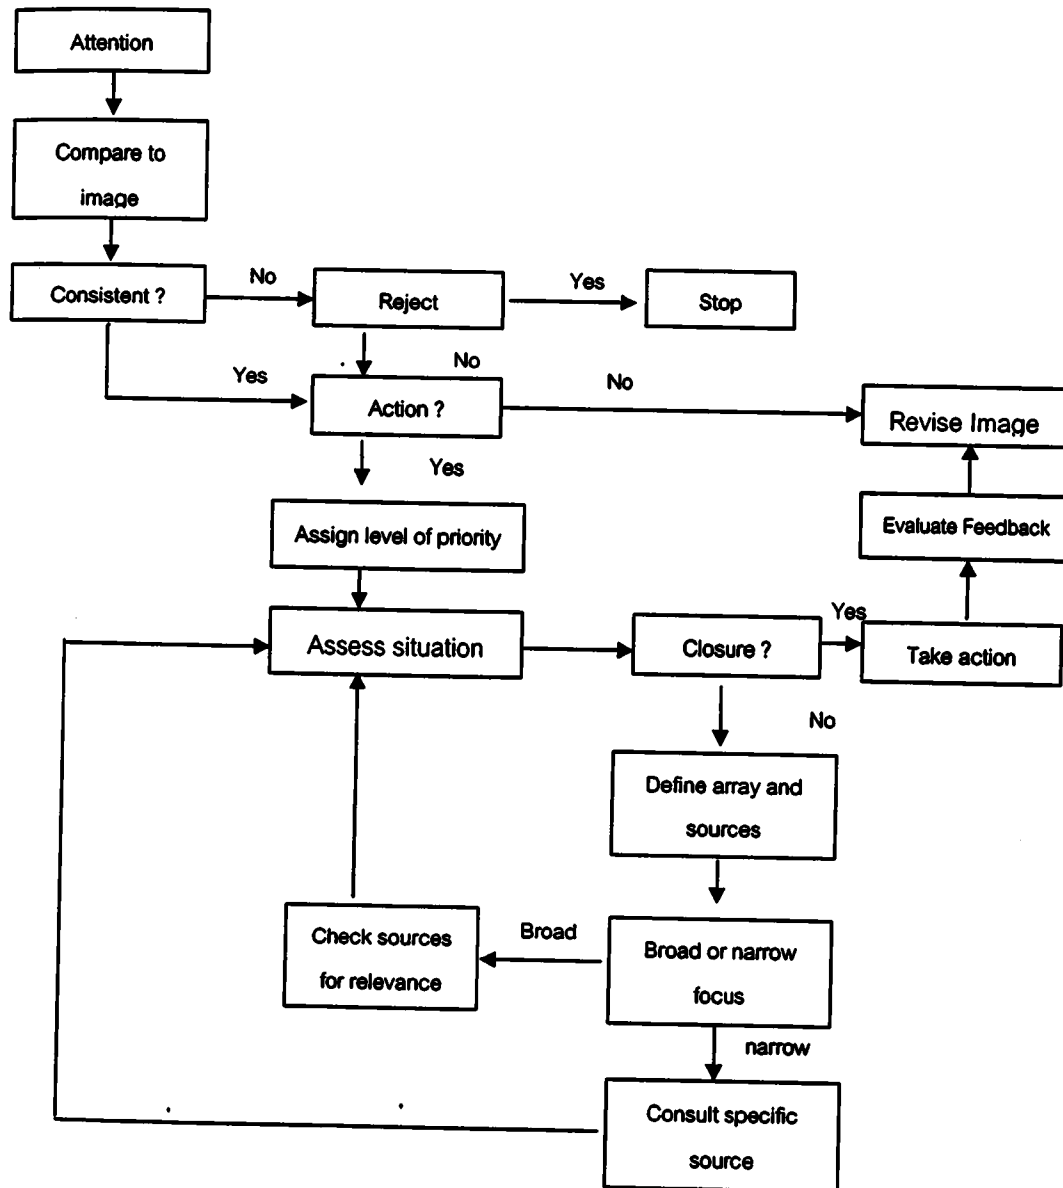 Attention
Compare to
image
Consistent ?
No
Reject
Yes
Stop
Yes
No
Action ?
No
Revise Image
Yes
Assign level of priority
Evaluate Feedback
Assess situation
Closure ?
Yes
Take action
No
Define array and
sources
Broad or narrow
focus
Broad
Check sources
for relevance
narrow
Consult specific
source